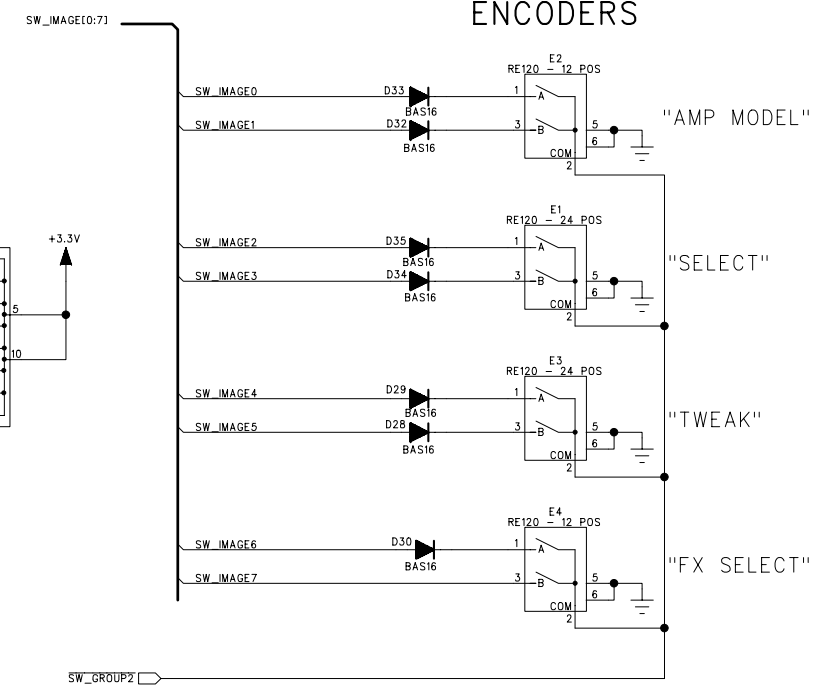 ENCODERS
SW_IMAGE[0:7]
E2
RE120 - 12 POS
SW_IMAGE0 D33 1 A
BAS16
"AMP MODEL"
SW_IMAGE1 D32 3 B 5
BAS16 6
COM
2
E1
RE120 - 24 POS
+3.3V
SW_IMAGE2 D35 1 A
BAS16
"SELECT"
SW_IMAGE3 D34 3 B 5
BAS16 6
COM
2
5
10
E3
RE120 - 24 POS
SW_IMAGE4 D29 1 A
BAS16
"TWEAK"
SW_IMAGE5 D28 3 B 5
BAS16 6
COM
2
E4
RE120 - 12 POS
SW_IMAGE6 D30 1 A
BAS16
"FX SELECT"
SW_IMAGE7 3 B 5
6
COM
2
SW_GROUP2